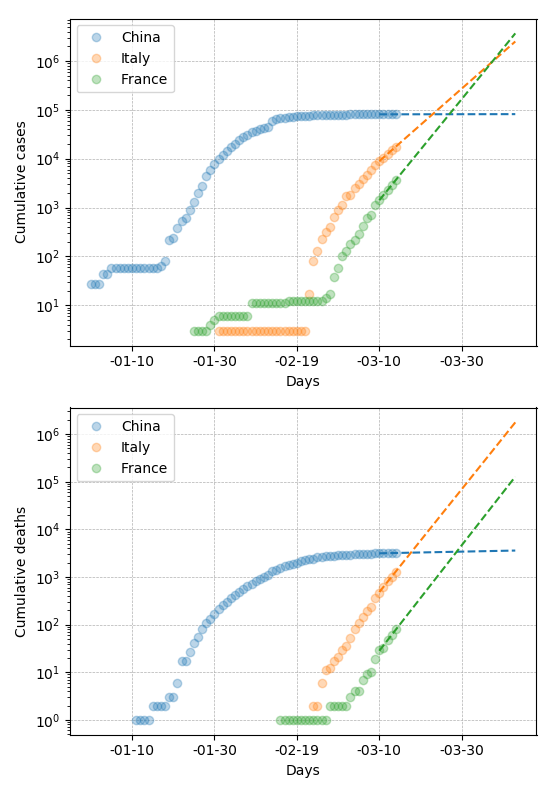 Cumulative cases
10^6
10^5
10^4
10^3
10^2
10^1
China
Italy
France
-01-10 -01-30 -02-19 -03-10 -03-30
Days
Cumulative deaths
10^6
10^5
10^4
10^3
10^2
10^1
10^0
China
Italy
France
-01-10 -01-30 -02-19 -03-10 -03-30
Days